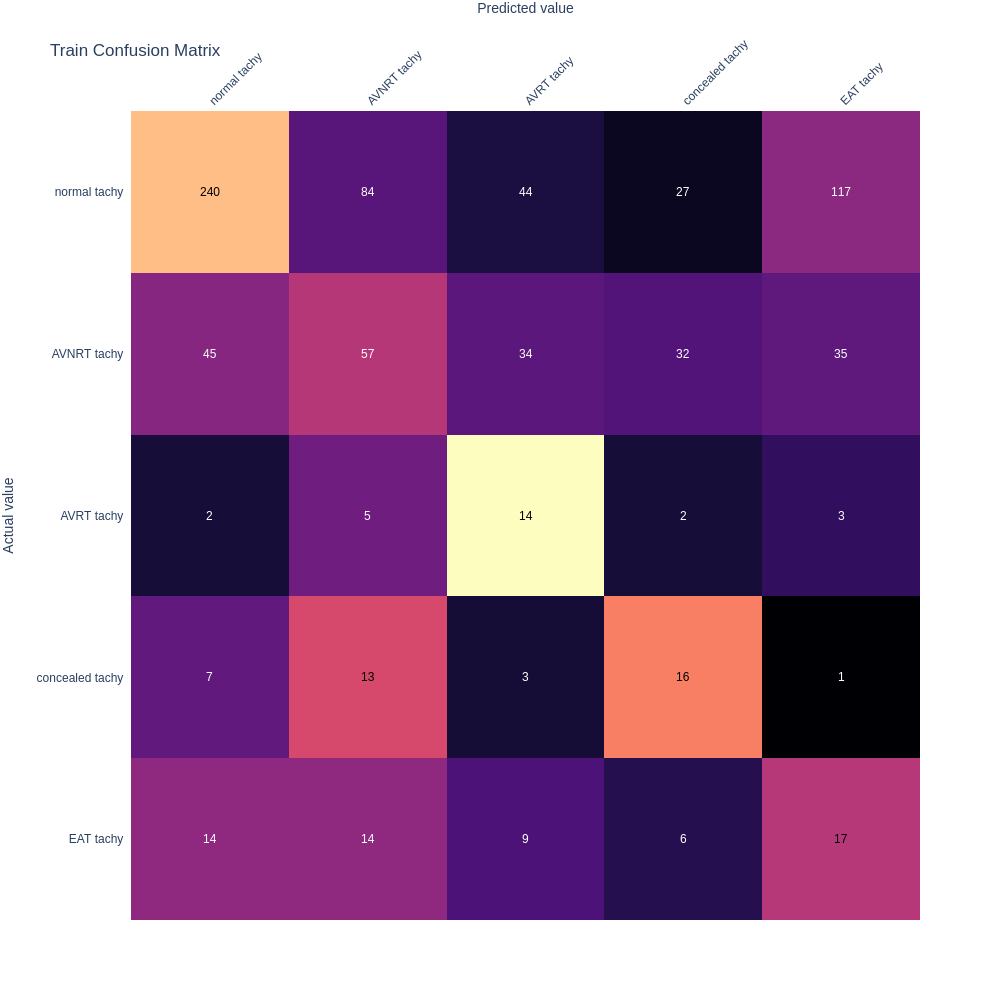 Predicted value
Train Confusion Matrix
normal tachy
AVNRT tachy
AVRT tachy
concealed tachy
EAT tachy
normal tachy 240 84 44 27 117
AVNRT tachy 45 57 34 32 35
Actual value
AVRT tachy 2 5 14 2 3
concealed tachy 7 13 3 16 1
EAT tachy 14 14 9 6 17